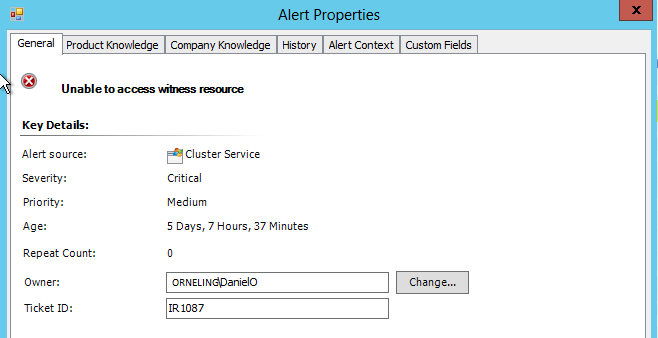 Alert Properties
x
General Product Knowledge Company Knowledge History Alert Context Custom Fields
Unable to access witness resource
Key Details:
Alert source: Cluster Service
Severity: Critical
Priority: Medium
Age: 5 Days, 7 Hours, 37 Minutes
Repeat Count: 0
Owner: ORNELING\DanielO Change...
Ticket ID: IR1087